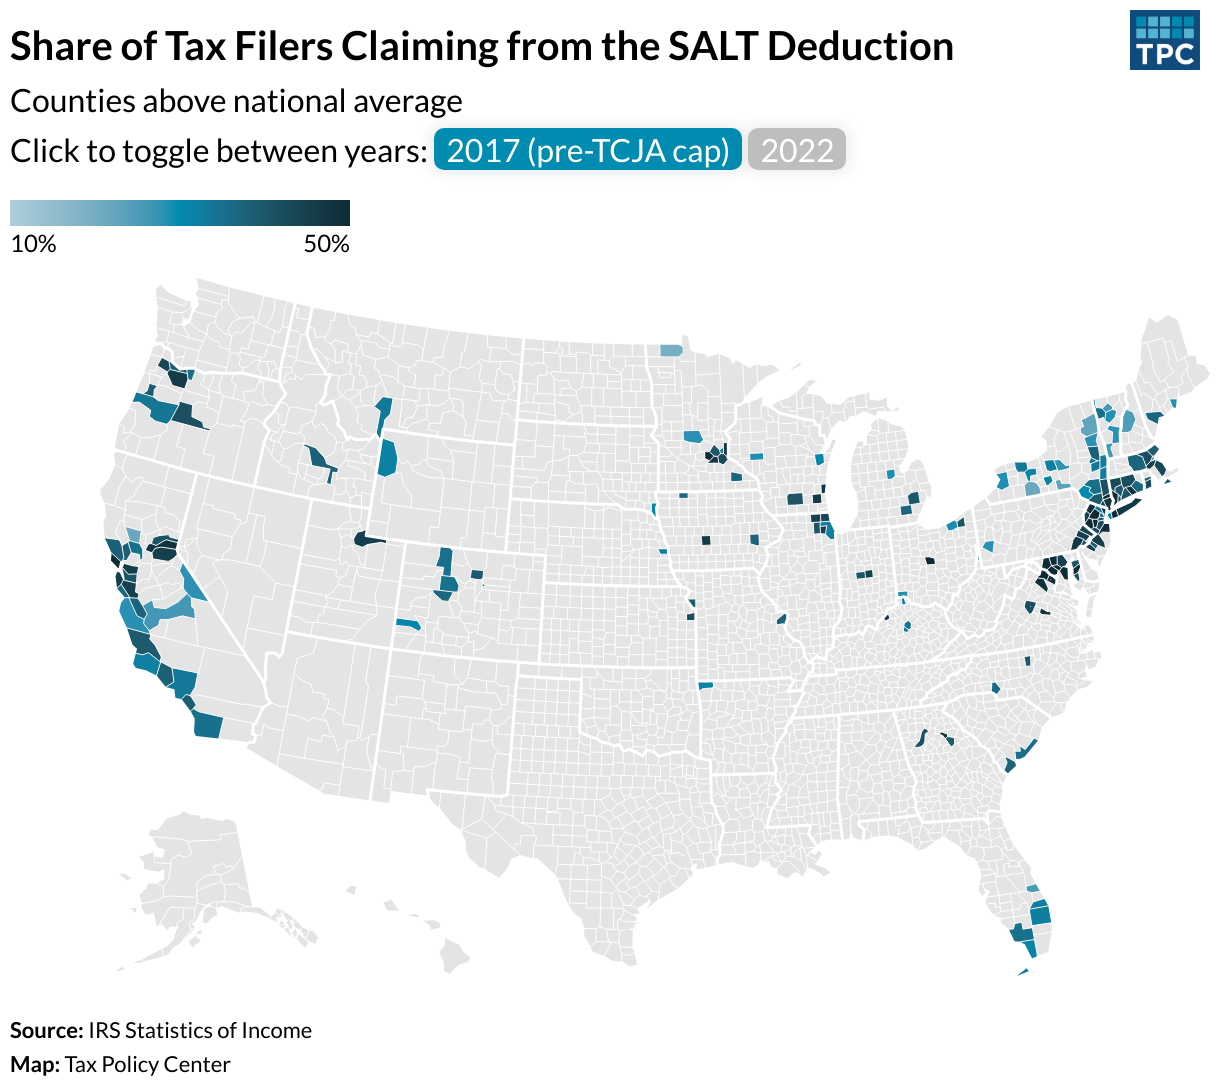 Share of Tax Filers Claiming from the SALT Deduction
TPC
Counties above national average
Click to toggle between years: 2017 (pre-TCJA cap) 2022
10% 50%
Source: IRS Statistics of Income
Map: Tax Policy Center